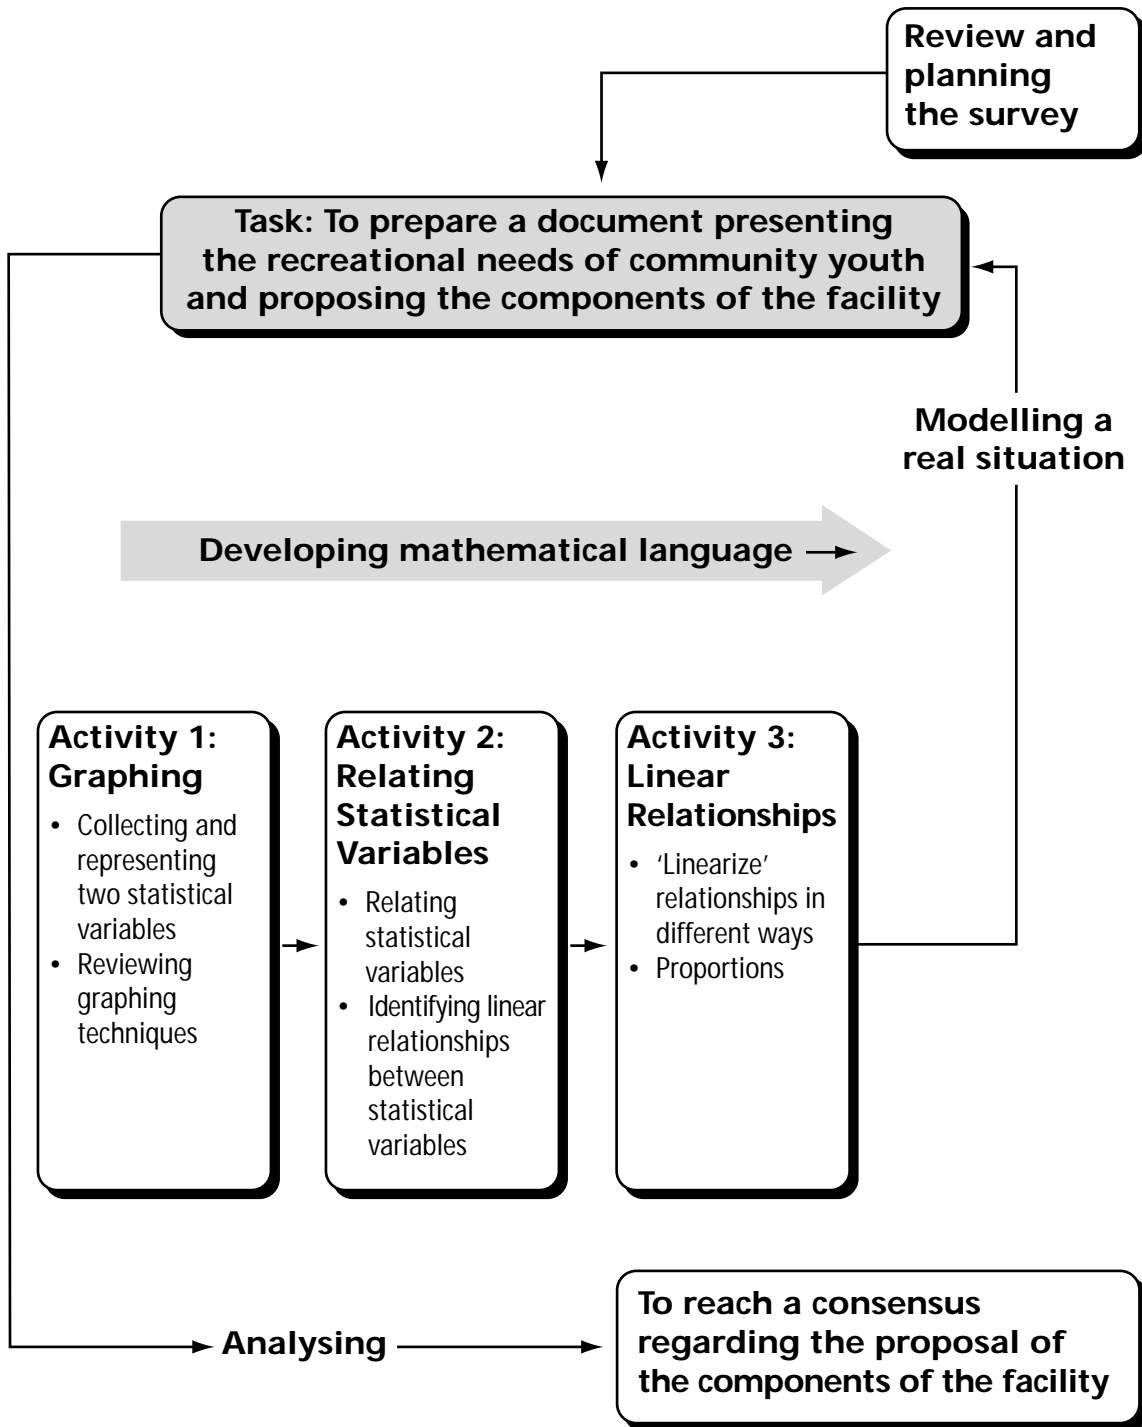 Review and
planning
the survey
Task: To prepare a document presenting
the recreational needs of community youth
and proposing the components of the facility
Modelling a
real situation
Developing mathematical language
Activity 1:
Graphing
• Collecting and
representing
two statistical
variables
• Reviewing
graphing
techniques
Activity 2:
Relating
Statistical
Variables
• Relating
statistical
variables
• Identifying linear
relationships
between
statistical
variables
Activity 3:
Linear
Relationships
• 'Linearize'
relationships in
different ways
• Proportions
Analysing
To reach a consensus
regarding the proposal of
the components of the facility